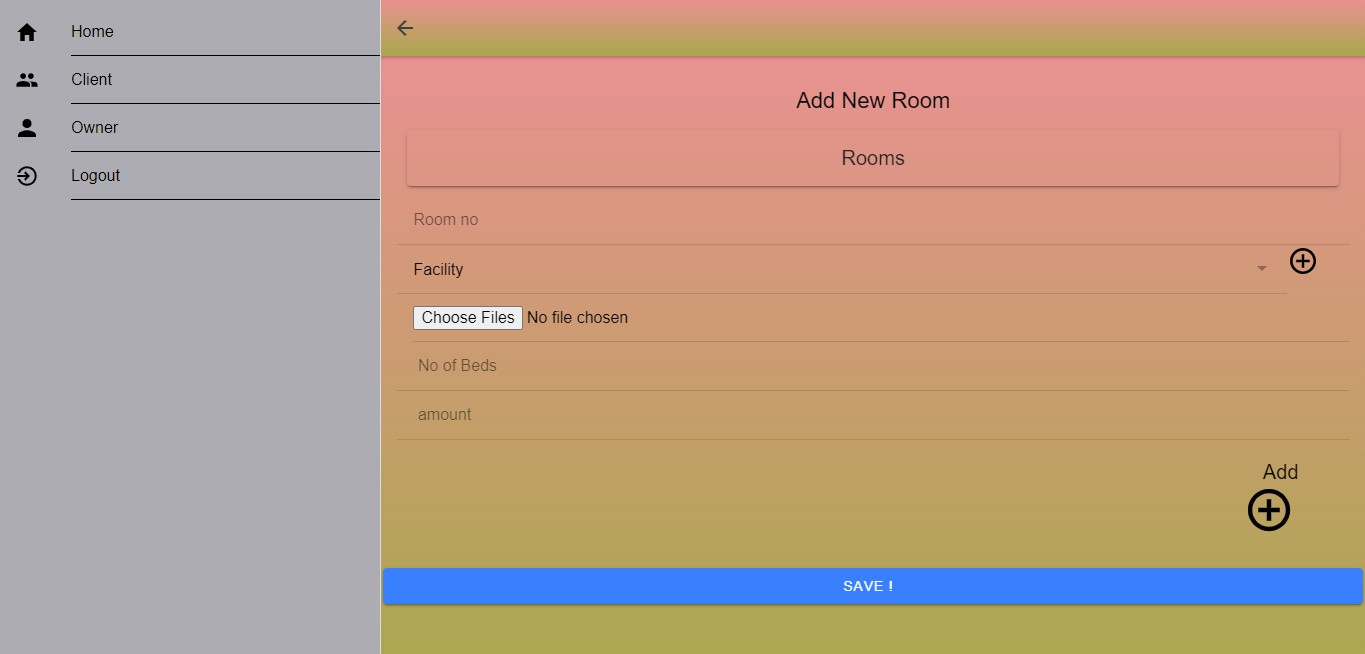 Home
Client
Owner
Logout
Add New Room
Rooms
Room no
Facility
Choose Files No file chosen
No of Beds
amount
Add
SAVE !